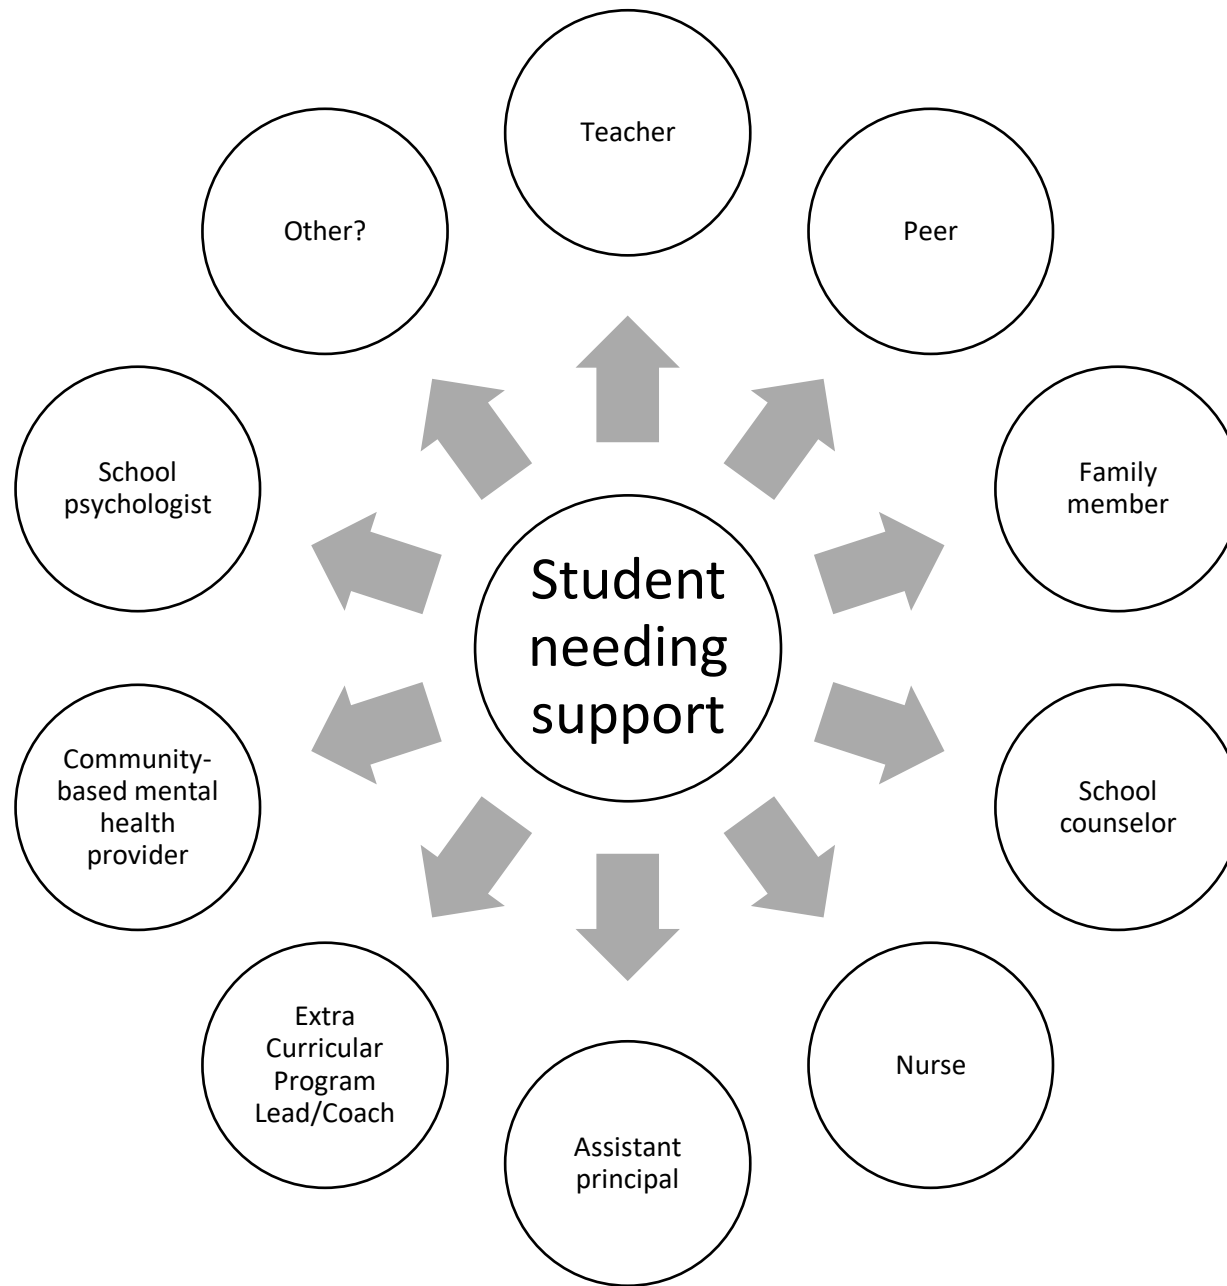 Teacher
Other?
Peer
School
psychologist
Family
member
Student
needing
support
Community-
based mental
health
provider
School
counselor
Extra
Curricular
Program
Lead/Coach
Nurse
Assistant
principal